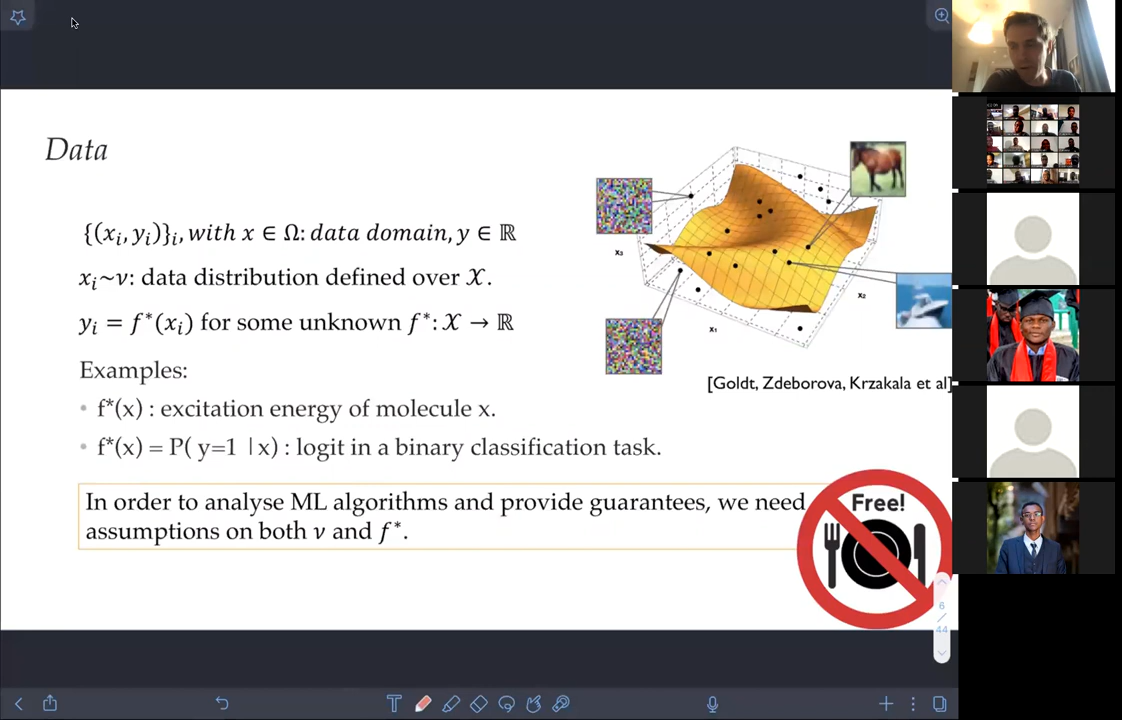 Data
{(xᵢ, yᵢ)}ᵢ, with x ∈ Ω: data domain, y ∈ ℝ
xᵢ~ν: data distribution defined over 𝒳.
yᵢ = f*(xᵢ) for some unknown f*: 𝒳 → ℝ
Examples:
• f*(x) : excitation energy of molecule x.
• f*(x) = P( y=1 |x) : logit in a binary classification task.
In order to analyse ML algorithms and provide guarantees, we need
assumptions on both ν and f*.
x₃
x₂
x₁
[Goldt, Zdeborova, Krzakala et al]
Free!
6
/
44
T